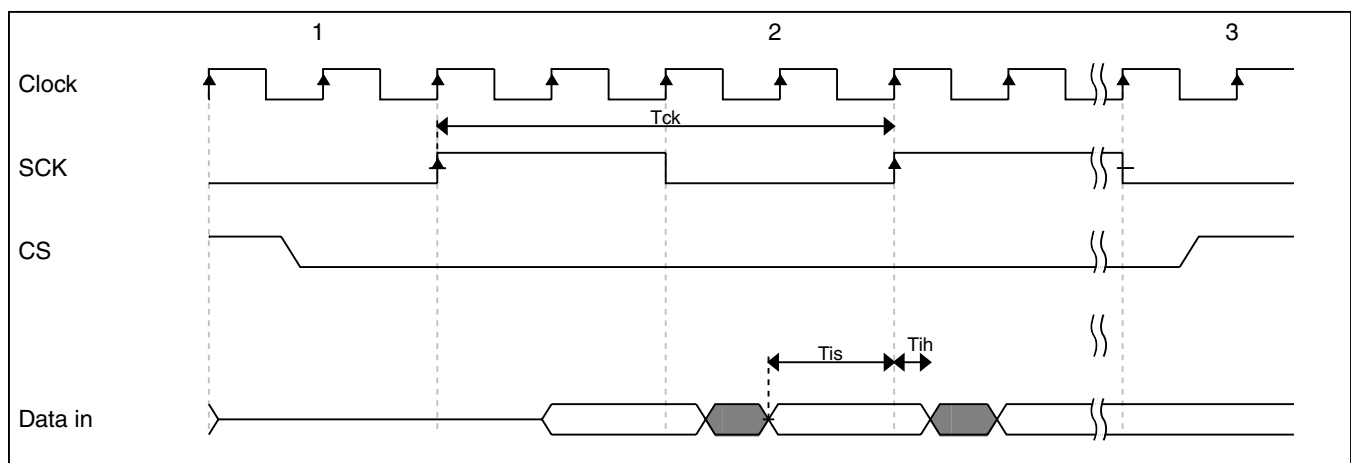 1 2 3
Clock
Tck
SCK
CS
Tis Tih
Data in